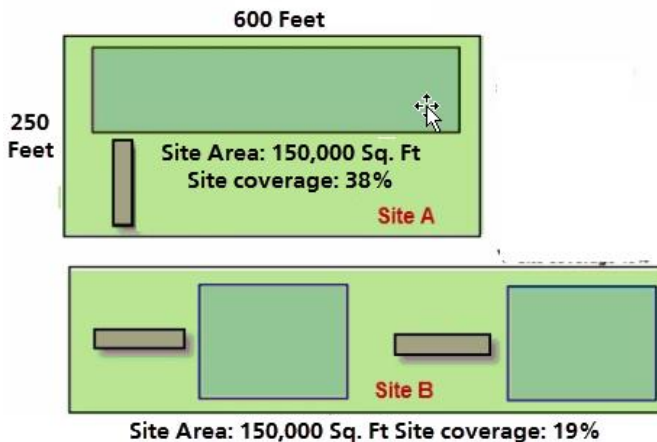 600 Feet
250
Feet
Site Area: 150,000 Sq. Ft
Site coverage: 38%
Site A
Site B
Site Area: 150,000 Sq. Ft Site coverage: 19%